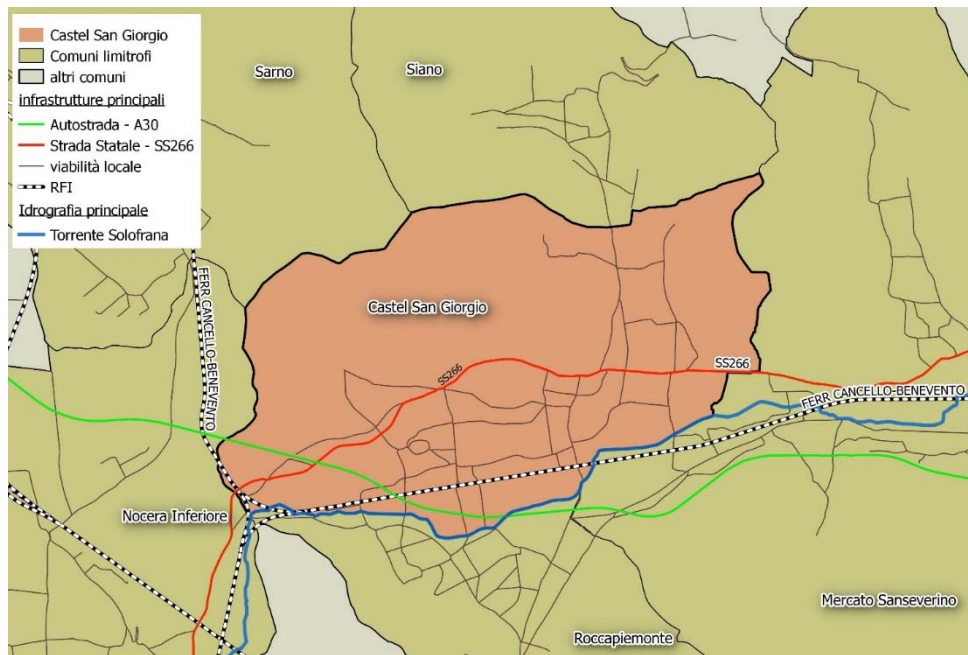 Castel San Giorgio
Comuni limitrofi
altri comuni
infrastrutture principali
Autostrada - A30
Strada Statale - SS266
viabilità locale
RFI
Idrografia principale
Torrente Solofrana
Sarno
Siano
FERR CANCELLO-BENEVENTO
Castel San Giorgio
SS266
SS266
FERR CANCELLO-BENEVENTO
Nocera Inferiore
Mercato Sanseverino
Roccapiemonte